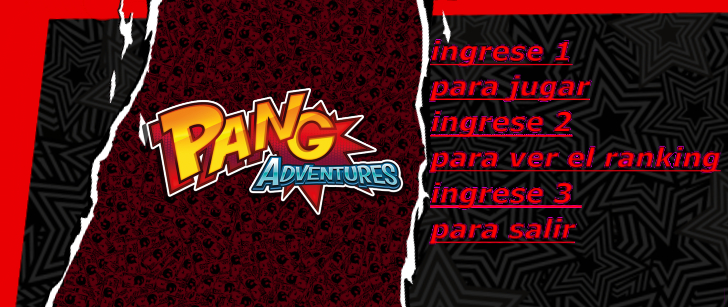 PANG
ADVENTURES
ingrese 1
para jugar
ingrese 2
para ver el ranking
ingrese 3
para salir